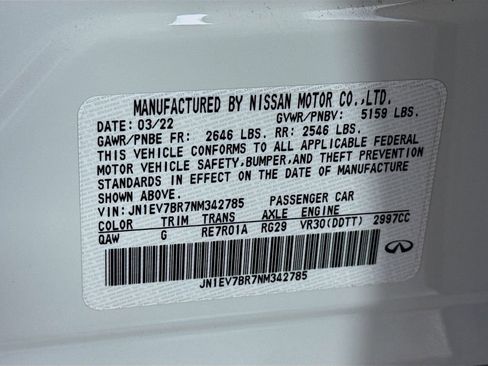 MANUFACTURED BY NISSAN MOTOR CO.,LTD.
DATE: 03/22 GVWR/PNBV: 5159 LBS.
GAWR/PNBE FR: 2646 LBS. RR: 2546 LBS.
THIS VEHICLE CONFORMS TO ALL APPLICABLE FEDERAL
MOTOR VEHICLE SAFETY, BUMPER, AND THEFT PREVENTION
STANDARDS IN EFFECT ON THE DATE OF MANUFACTURE
SHOWN ABOVE.
VIN: JN1EV7BR7NM342785 PASSENGER CAR
COLOR TRIM TRANS AXLE ENGINE
QAW G RE7R01A RG29 VR30(DDTT) 2997CC
JN1EV7BR7NM342785